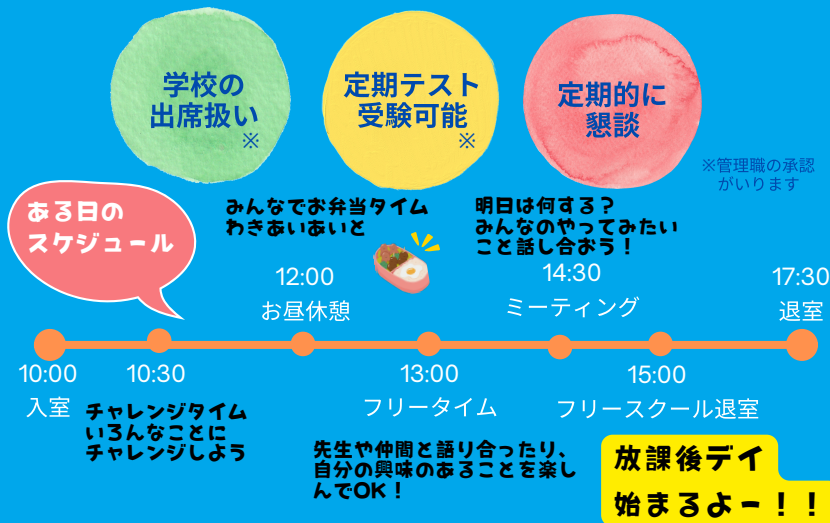 学校の
出席扱い
※
定期テスト
受験可能
※
定期的に
懇談
※管理職の承認
がいります
ある日の
スケジュール
みんなでお弁当タイム
わきあいあいと
明日は何する？
みんなのやってみたい
こと話し合おう！
12:00
お昼休憩
14:30
ミーティング
17:30
退室
10:00
入室
10:30
チャレンジタイム
いろんなことに
チャレンジしよう
13:00
フリータイム
先生や仲間と語り合ったり、
自分の興味のあることを楽し
んでOK！
15:00
フリースクール退室
放課後デイ
始まるよー！！